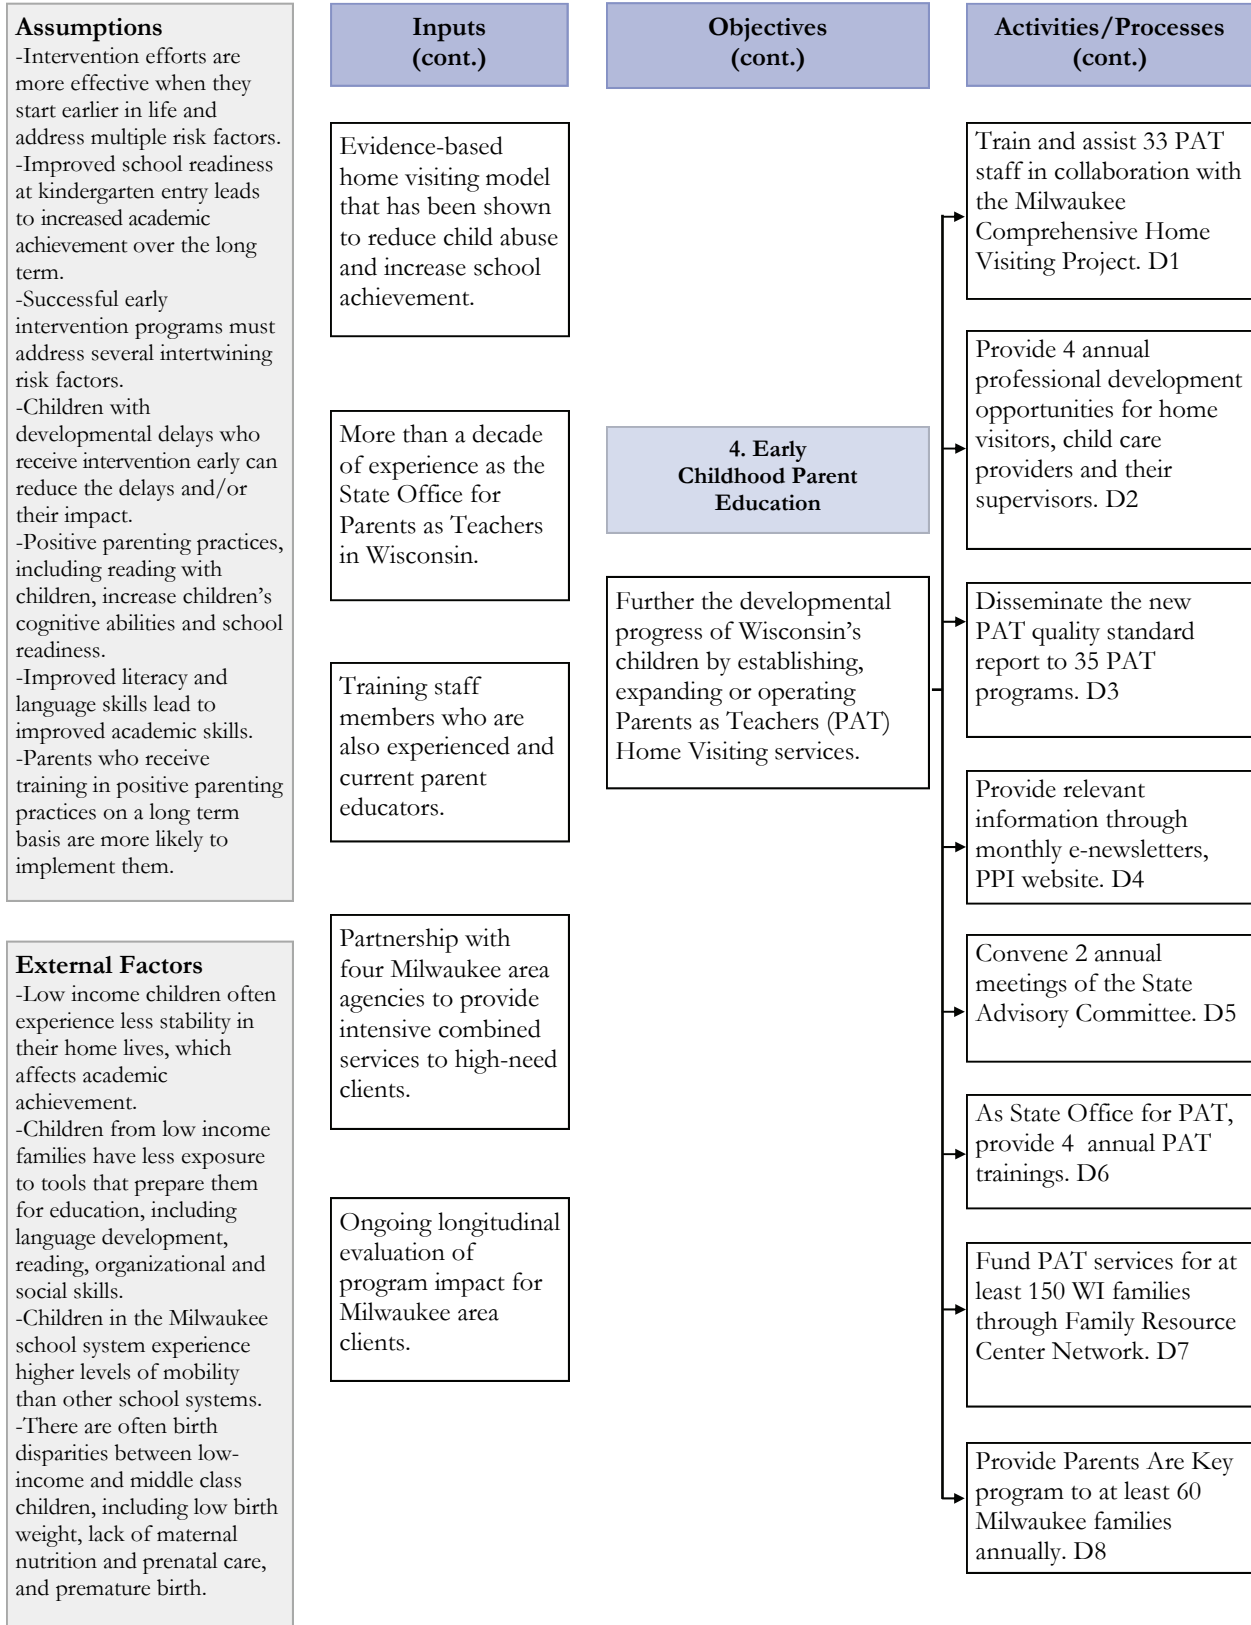 Assumptions
-Intervention efforts are
more effective when they
start earlier in life and
address multiple risk factors.
-Improved school readiness
at kindergarten entry leads
to increased academic
achievement over the long
term.
-Successful early
intervention programs must
address several intertwining
risk factors.
-Children with
developmental delays who
receive intervention early can
reduce the delays and/or
their impact.
-Positive parenting practices,
including reading with
children, increase children’s
cognitive abilities and school
readiness.
-Improved literacy and
language skills lead to
improved academic skills.
-Parents who receive
training in positive parenting
practices on a long term
basis are more likely to
implement them.
External Factors
-Low income children often
experience less stability in
their home lives, which
affects academic
achievement.
-Children from low income
families have less exposure
to tools that prepare them
for education, including
language development,
reading, organizational and
social skills.
-Children in the Milwaukee
school system experience
higher levels of mobility
than other school systems.
-There are often birth
disparities between low-
income and middle class
children, including low birth
weight, lack of maternal
nutrition and prenatal care,
and premature birth.
Inputs
(cont.)
Evidence-based
home visiting model
that has been shown
to reduce child abuse
and increase school
achievement.
More than a decade
of experience as the
State Office for
Parents as Teachers
in Wisconsin.
Training staff
members who are
also experienced and
current parent
educators.
Partnership with
four Milwaukee area
agencies to provide
intensive combined
services to high-need
clients.
Ongoing longitudinal
evaluation of
program impact for
Milwaukee area
clients.
Objectives
(cont.)
4. Early
Childhood Parent
Education
Further the developmental
progress of Wisconsin’s
children by establishing,
expanding or operating
Parents as Teachers (PAT)
Home Visiting services.
Activities/Processes
(cont.)
Train and assist 33 PAT
staff in collaboration with
the Milwaukee
Comprehensive Home
Visiting Project. D1
Provide 4 annual
professional development
opportunities for home
visitors, child care
providers and their
supervisors. D2
Disseminate the new
PAT quality standard
report to 35 PAT
programs. D3
Provide relevant
information through
monthly e-newsletters,
PPI website. D4
Convene 2 annual
meetings of the State
Advisory Committee. D5
As State Office for PAT,
provide 4 annual PAT
trainings. D6
Fund PAT services for at
least 150 WI families
through Family Resource
Center Network. D7
Provide Parents Are Key
program to at least 60
Milwaukee families
annually. D8